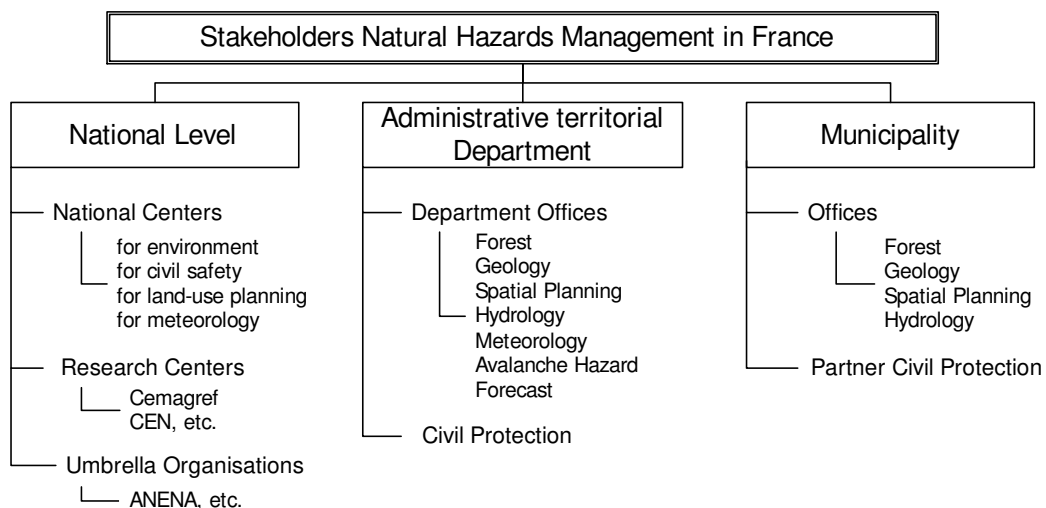 Stakeholders Natural Hazards Management in France
National Level
National Centers
for environment
for civil safety
for land-use planning
for meteorology
Research Centers
Cemagref
CEN, etc.
Umbrella Organisations
ANENA, etc.
Administrative territorial
Department
Department Offices
Forest
Geology
Spatial Planning
Hydrology
Meteorology
Avalanche Hazard
Forecast
Civil Protection
Municipality
Offices
Forest
Geology
Spatial Planning
Hydrology
Partner Civil Protection